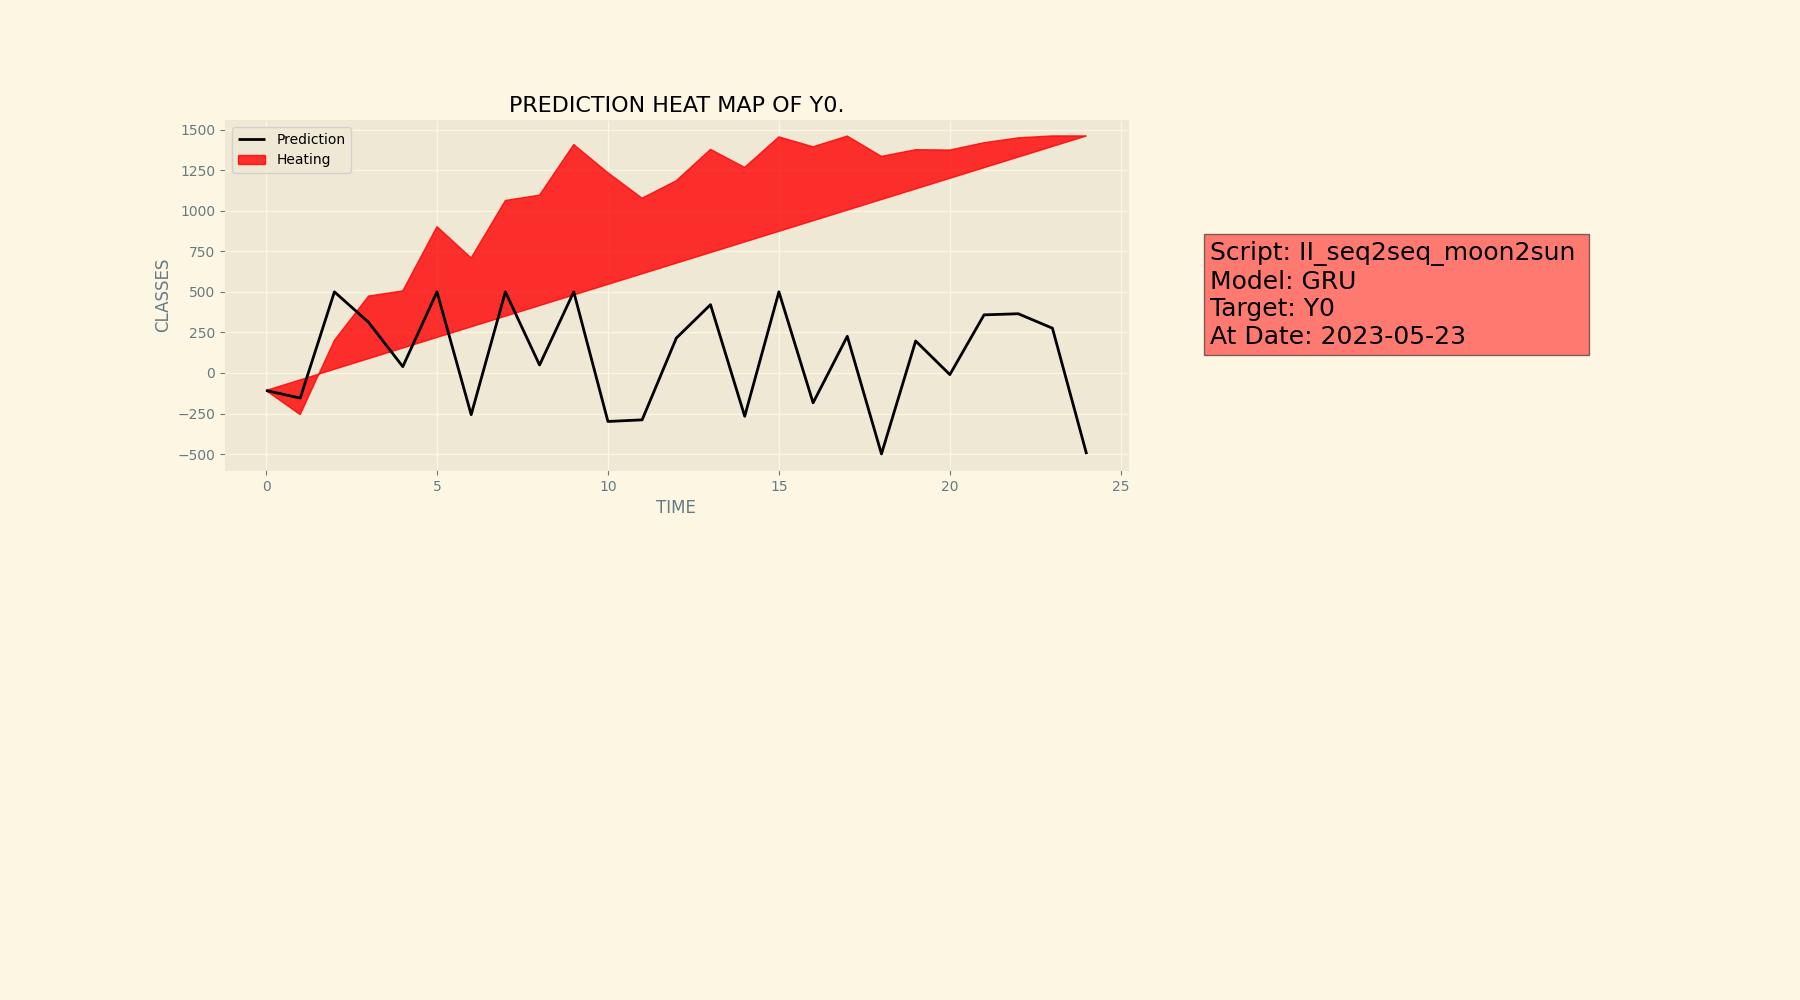 PREDICTION HEAT MAP OF Y0.
Prediction
Heating
CLASSES
1500
1250
1000
750
500
250
0
−250
−500
0 5 10 15 20 25
TIME
Script: II_seq2seq_moon2sun
Model: GRU
Target: Y0
At Date: 2023-05-23